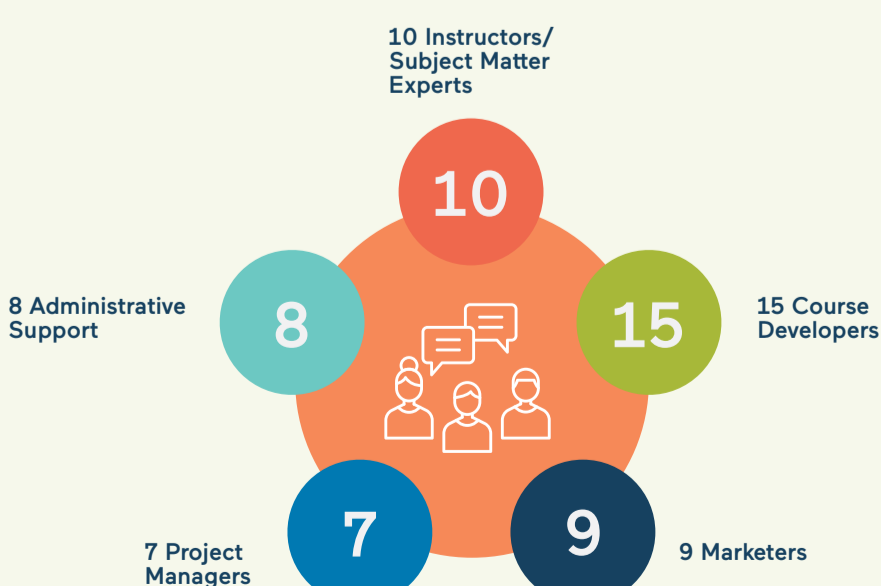 10 Instructors/
Subject Matter
Experts
10
8 Administrative
Support
8
15
15 Course
Developers
7 Project
Managers
7
9
9 Marketers